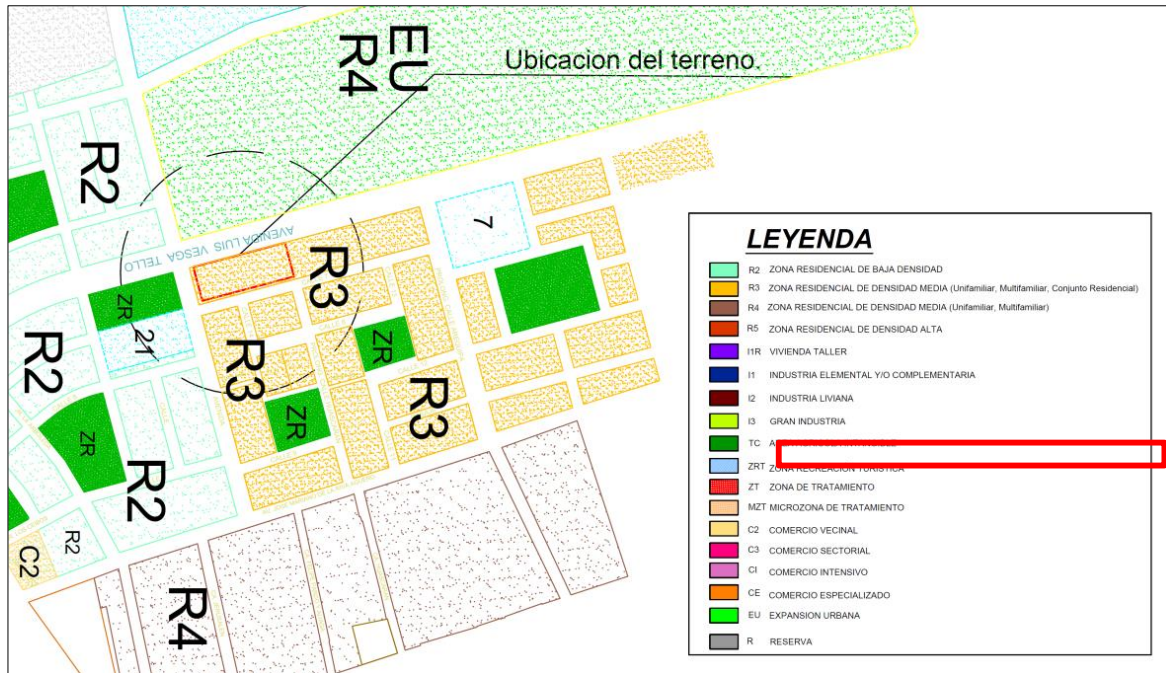 EU
R4
Ubicacion del terreno.
R2
AVENIDA LUIS VESGA TELLO
7
R3
ZR
21
R2
R3
ZR
ZR
R3
ZR
R2
R2
C2
R4
LEYENDA
R2 ZONA RESIDENCIAL DE BAJA DENSIDAD
R3 ZONA RESIDENCIAL DE DENSIDAD MEDIA (Unifamiliar, Multifamiliar, Conjunto Residencial)
R4 ZONA RESIDENCIAL DE DENSIDAD MEDIA (Unifamiliar, Multifamiliar)
R5 ZONA RESIDENCIAL DE DENSIDAD ALTA
I1R VIVIENDA TALLER
I1 INDUSTRIA ELEMENTAL Y/O COMPLEMENTARIA
I2 INDUSTRIA LIVIANA
I3 GRAN INDUSTRIA
TC
ZRT ZONA RECREACION TURISTICA
ZT ZONA DE TRATAMIENTO
MZT MICROZONA DE TRATAMIENTO
C2 COMERCIO VECINAL
C3 COMERCIO SECTORIAL
CI COMERCIO INTENSIVO
CE COMERCIO ESPECIALIZADO
EU EXPANSION URBANA
R RESERVA